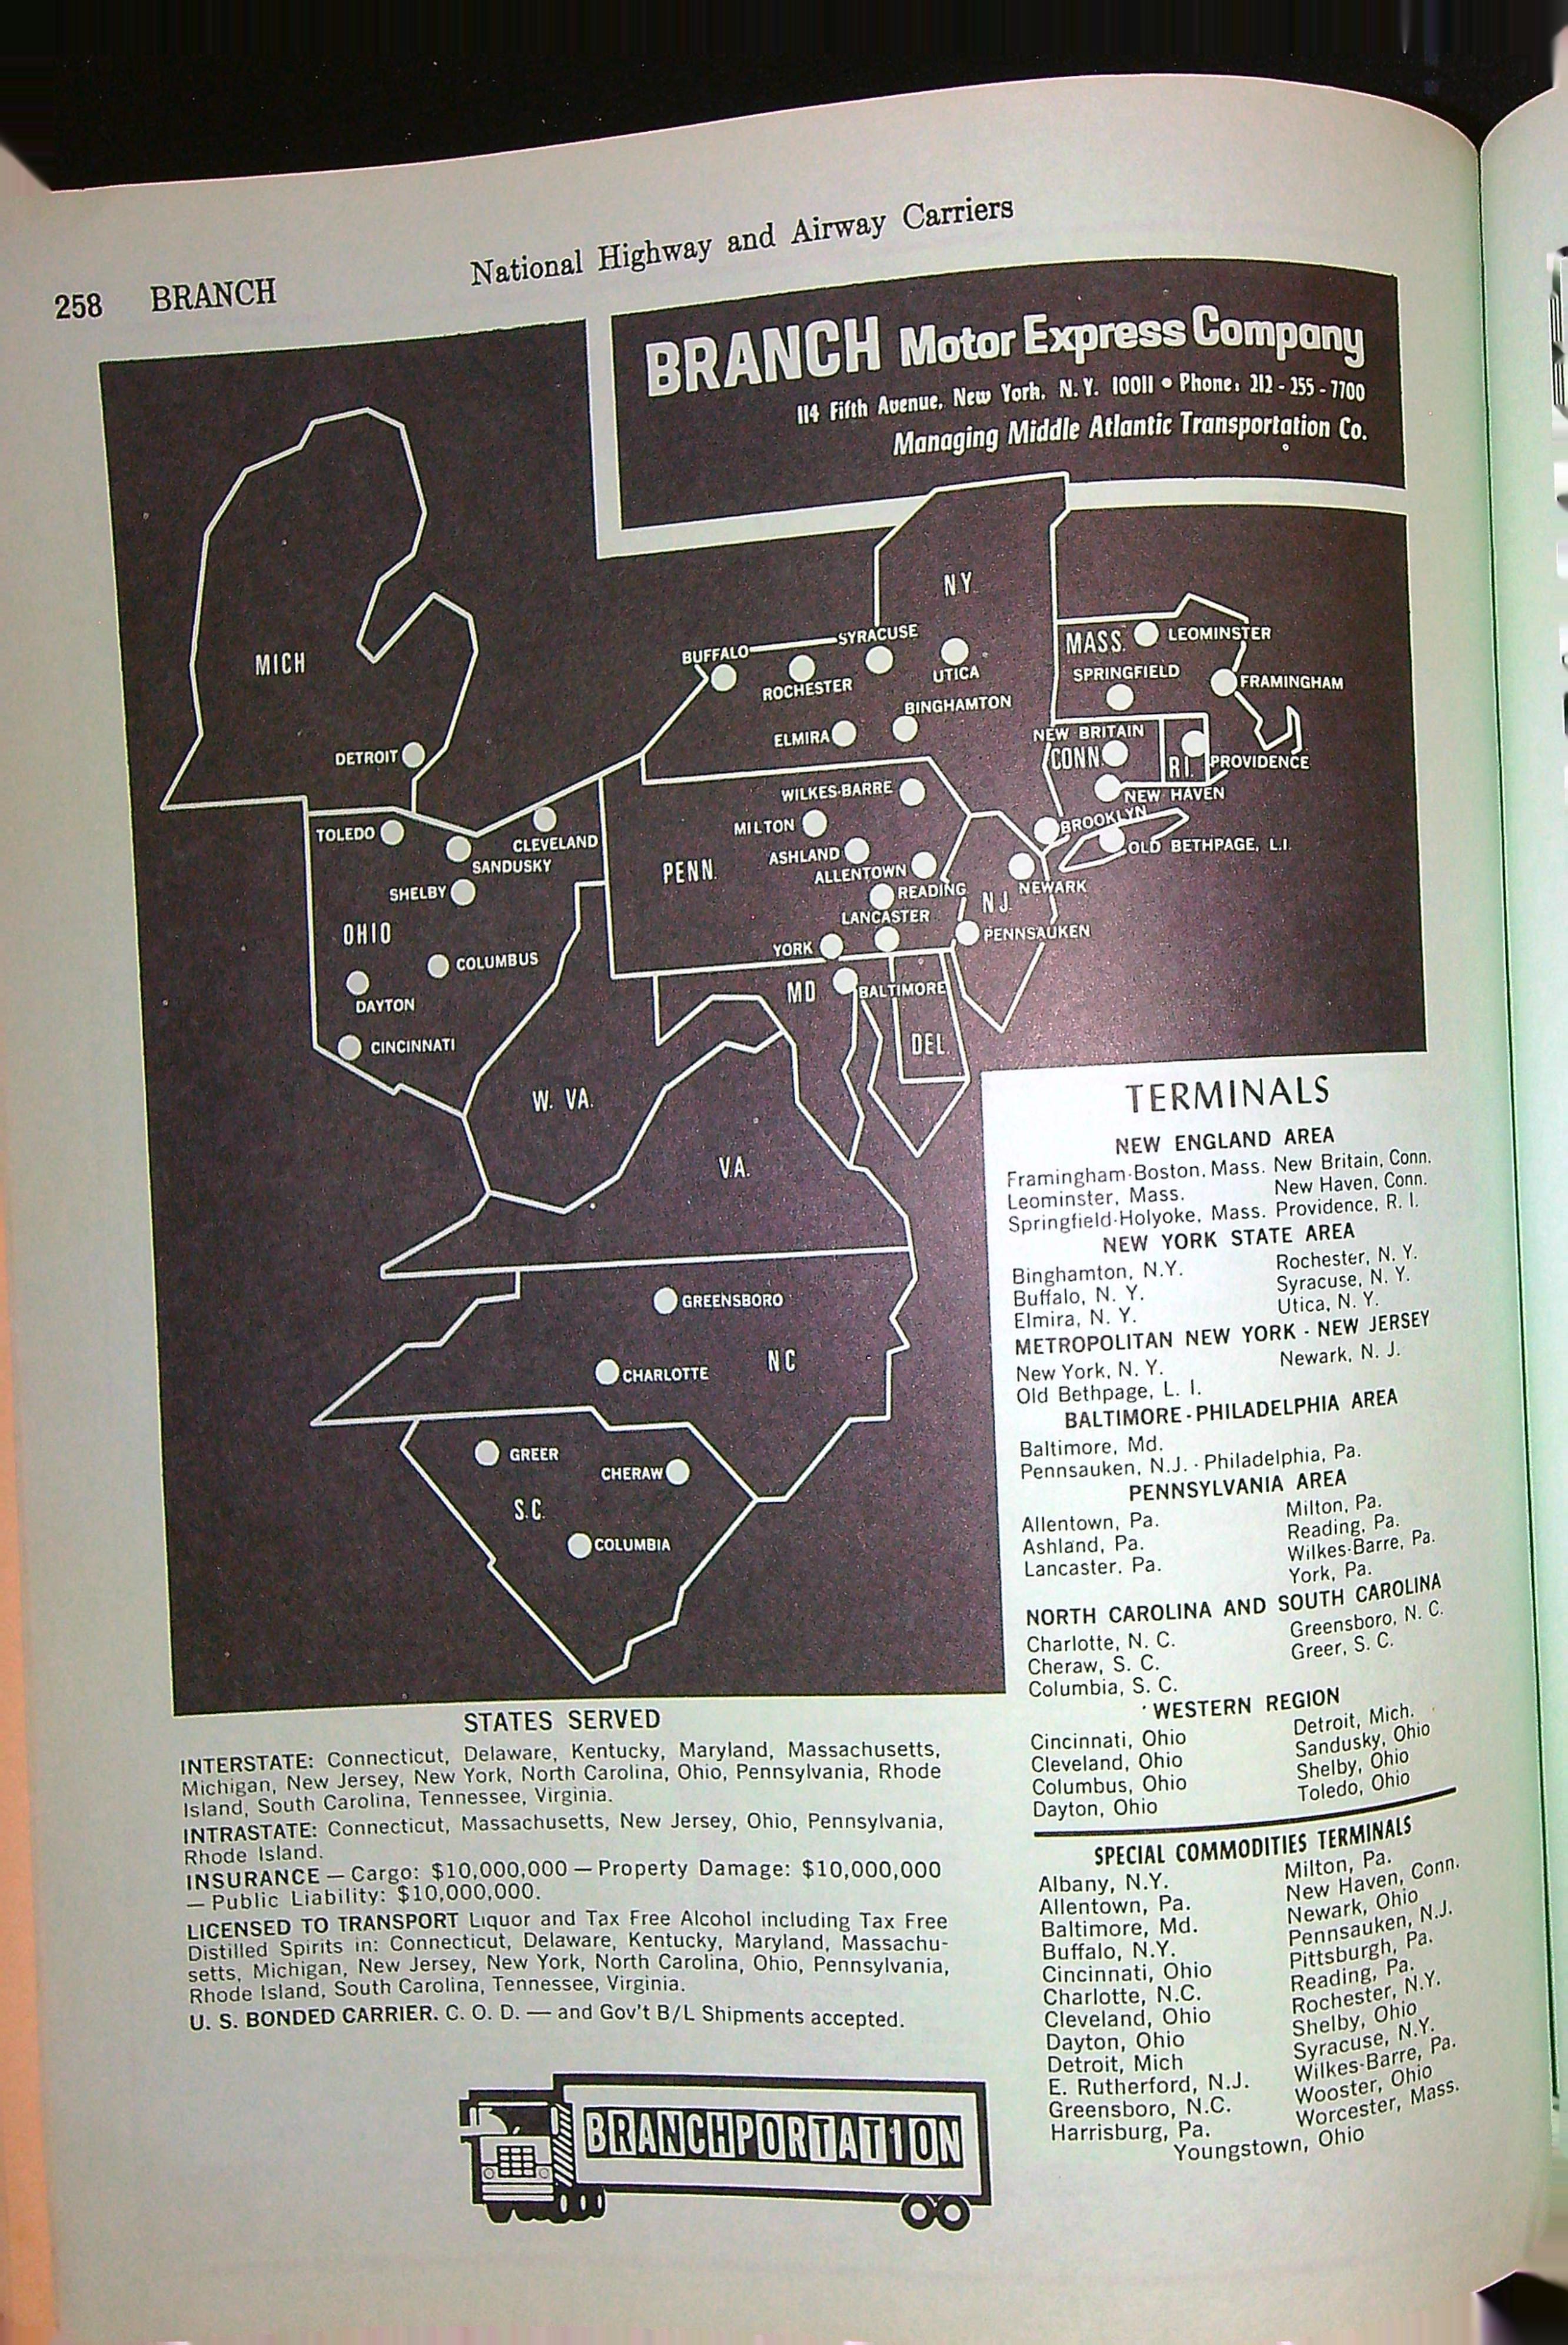 National Highway and Airway Carriers
258 BRANCH
BRANCH Motor Express Company
114 Fifth Avenue, New York, N.Y. 10011 • Phone: 212-255-7700
Managing Middle Atlantic Transportation Co.
NY.
MICH
MASS.
LEOMINSTER
SYRACUSE
BUFFALO
ROCHESTER
UTICA
SPRINGFIELD
FRAMINGHAM
BINGHAMTON
ELMIRA
NEW BRITAIN
DETROIT
CONN.
R.I.
PROVIDENCE
WILKES-BARRE
NEW HAVEN
MILTON
BROOKLYN
TOLEDO
CLEVELAND
SANDUSKY
ASHLAND
OLD BETHPAGE, L.I.
PENN.
ALLENTOWN
SHELBY
READING
NEWARK
N.J.
LANCASTER
OHIO
YORK
PENNSAUKEN
COLUMBUS
DAYTON
MD
BALTIMORE
CINCINNATI
DEL.
W. VA.
VA.
GREENSBORO
CHARLOTTE
NC
GREER
CHERAW
S.C.
COLUMBIA
TERMINALS
NEW ENGLAND AREA
Framingham-Boston, Mass. New Britain, Conn.
Leominster, Mass. New Haven, Conn.
Springfield-Holyoke, Mass. Providence, R. I.
NEW YORK STATE AREA
Binghamton, N.Y. Rochester, N. Y.
Buffalo, N. Y. Syracuse, N. Y.
Elmira, N. Y. Utica, N. Y.
METROPOLITAN NEW YORK - NEW JERSEY
New York, N. Y. Newark, N. J.
Old Bethpage, L. I.
BALTIMORE-PHILADELPHIA AREA
Baltimore, Md.
Pennsauken, N.J. - Philadelphia, Pa.
PENNSYLVANIA AREA
Allentown, Pa. Milton, Pa.
Ashland, Pa. Reading, Pa.
Lancaster, Pa. Wilkes-Barre, Pa.
York, Pa.
NORTH CAROLINA AND SOUTH CAROLINA
Charlotte, N. C. Greensboro, N. C.
Cheraw, S. C. Greer, S. C.
Columbia, S. C.
WESTERN REGION
Cincinnati, Ohio Detroit, Mich.
Cleveland, Ohio Sandusky, Ohio
Columbus, Ohio Shelby, Ohio
Dayton, Ohio Toledo, Ohio
SPECIAL COMMODITIES TERMINALS
Albany, N.Y. Milton, Pa.
Allentown, Pa. New Haven, Conn.
Baltimore, Md. Newark, Ohio
Buffalo, N.Y. Pennsauken, N.J.
Cincinnati, Ohio Pittsburgh, Pa.
Charlotte, N.C. Reading, Pa.
Cleveland, Ohio Rochester, N.Y.
Dayton, Ohio Shelby, Ohio
Detroit, Mich Syracuse, N.Y.
E. Rutherford, N.J. Wilkes-Barre, Pa.
Greensboro, N.C. Wooster, Ohio
Harrisburg, Pa. Worcester, Mass.
Youngstown, Ohio
STATES SERVED
INTERSTATE: Connecticut, Delaware, Kentucky, Maryland, Massachusetts,
Michigan, New Jersey, New York, North Carolina, Ohio, Pennsylvania, Rhode
Island, South Carolina, Tennessee, Virginia.
INTRASTATE: Connecticut, Massachusetts, New Jersey, Ohio, Pennsylvania,
Rhode Island.
INSURANCE — Cargo: $10,000,000 — Property Damage: $10,000,000
— Public Liability: $10,000,000.
LICENSED TO TRANSPORT Liquor and Tax Free Alcohol including Tax Free
Distilled Spirits in: Connecticut, Delaware, Kentucky, Maryland, Massachu-
setts, Michigan, New Jersey, New York, North Carolina, Ohio, Pennsylvania,
Rhode Island, South Carolina, Tennessee, Virginia.
U. S. BONDED CARRIER. C. O. D. — and Gov't B/L Shipments accepted.
BRANCHPORTATION